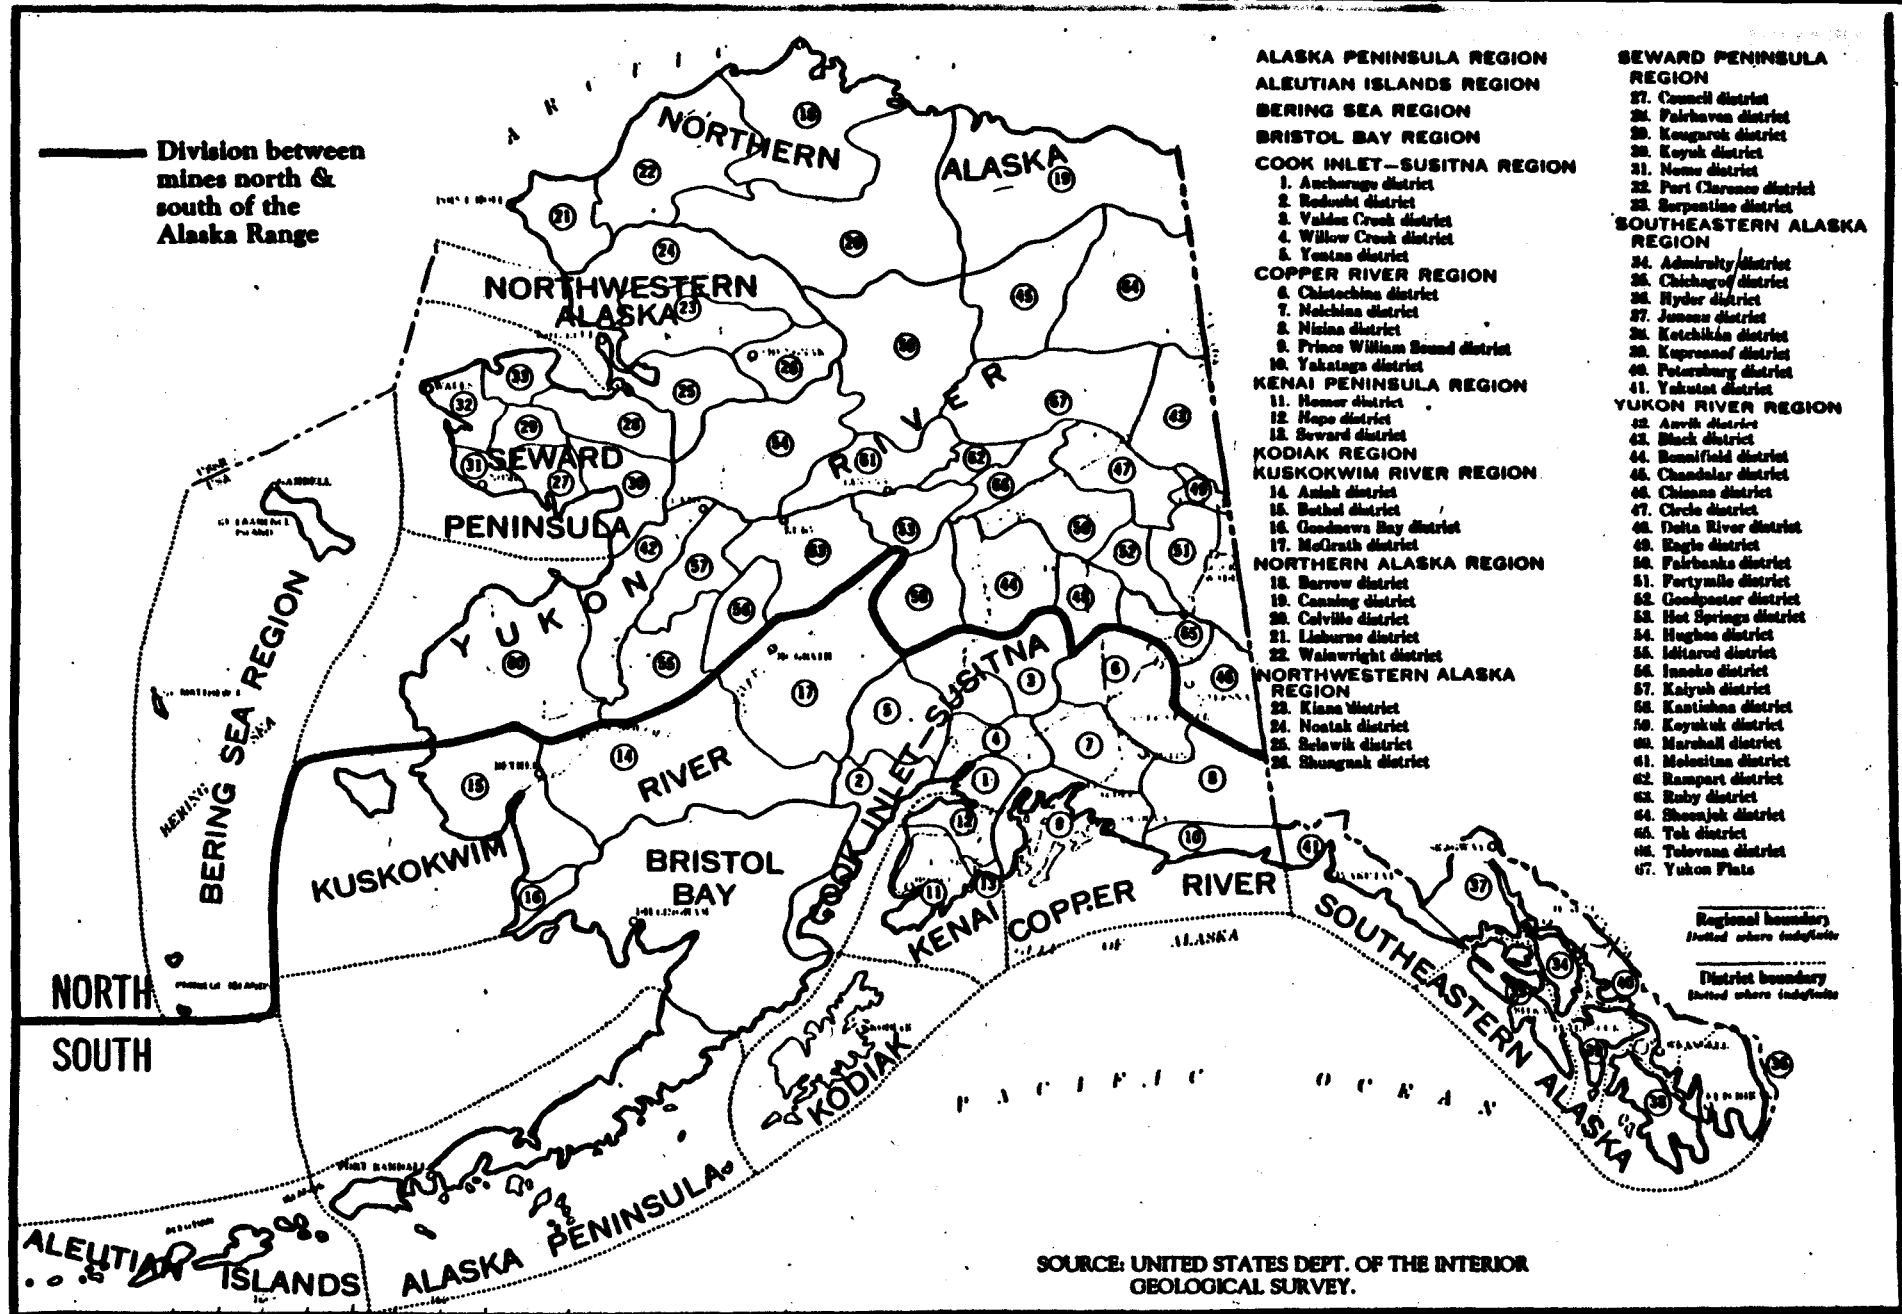 Division between
mines north &
south of the
Alaska Range
ALASKA PENINSULA REGION
ALEUTIAN ISLANDS REGION
BERING SEA REGION
BRISTOL BAY REGION
COOK INLET–SUSITNA REGION
1. Anchorage district
2. Redoubt district
3. Valdez Creek district
4. Willow Creek district
5. Yentna district
COPPER RIVER REGION
6. Chistochina district
7. Nelchina district
8. Nizina district
9. Prince William Sound district
10. Yakataga district
KENAI PENINSULA REGION
11. Homer district
12. Hope district
13. Seward district
KODIAK REGION
KUSKOKWIM RIVER REGION
14. Aniak district
15. Bethel district
16. Goodnews Bay district
17. McGrath district
NORTHERN ALASKA REGION
18. Barrow district
19. Canning district
20. Colville district
21. Lisburne district
22. Wainwright district
NORTHWESTERN ALASKA
REGION
23. Kiana district
24. Noatak district
25. Selawik district
26. Shungnak district
SEWARD PENINSULA
REGION
27. Council district
28. Fairhaven district
29. Kougarok district
30. Koyuk district
31. Nome district
32. Port Clarence district
33. Serpentine district
SOUTHEASTERN ALASKA
REGION
34. Admiralty district
35. Chichagof district
36. Hyder district
37. Juneau district
38. Ketchikan district
39. Kupreanof district
40. Petersburg district
41. Yakutat district
YUKON RIVER REGION
42. Anvik district
43. Black district
44. Bonnifield district
45. Chandalar district
46. Chisana district
47. Circle district
48. Delta River district
49. Eagle district
50. Fairbanks district
51. Fortymile district
52. Goodpaster district
53. Hot Springs district
54. Hughes district
55. Iditarod district
56. Innoko district
57. Kaiyuh district
58. Kantishna district
59. Koyukuk district
60. Marshall district
61. Melozitna district
62. Rampart district
63. Ruby district
64. Sheenjek district
65. Tok district
66. Tolovana district
67. Yukon Flats
Regional boundary
Dotted where indefinite
District boundary
Dotted where indefinite
NORTHERN
ALASKA
NORTHWESTERN
ALASKA
SEWARD
PENINSULA
YUKON
RIVER
BERING SEA REGION
BERING
SEA
KUSKOKWIM
RIVER
BRISTOL
BAY
COOK INLET–SUSITNA
KENAI
COPPER
RIVER
OF ALASKA
SOUTHEASTERN ALASKA
KODIAK
PACIFIC OCEAN
ALASKA PENINSULA
ALEUTIAN
ISLANDS
NORTH
SOUTH
SOURCE: UNITED STATES DEPT. OF THE INTERIOR
GEOLOGICAL SURVEY.